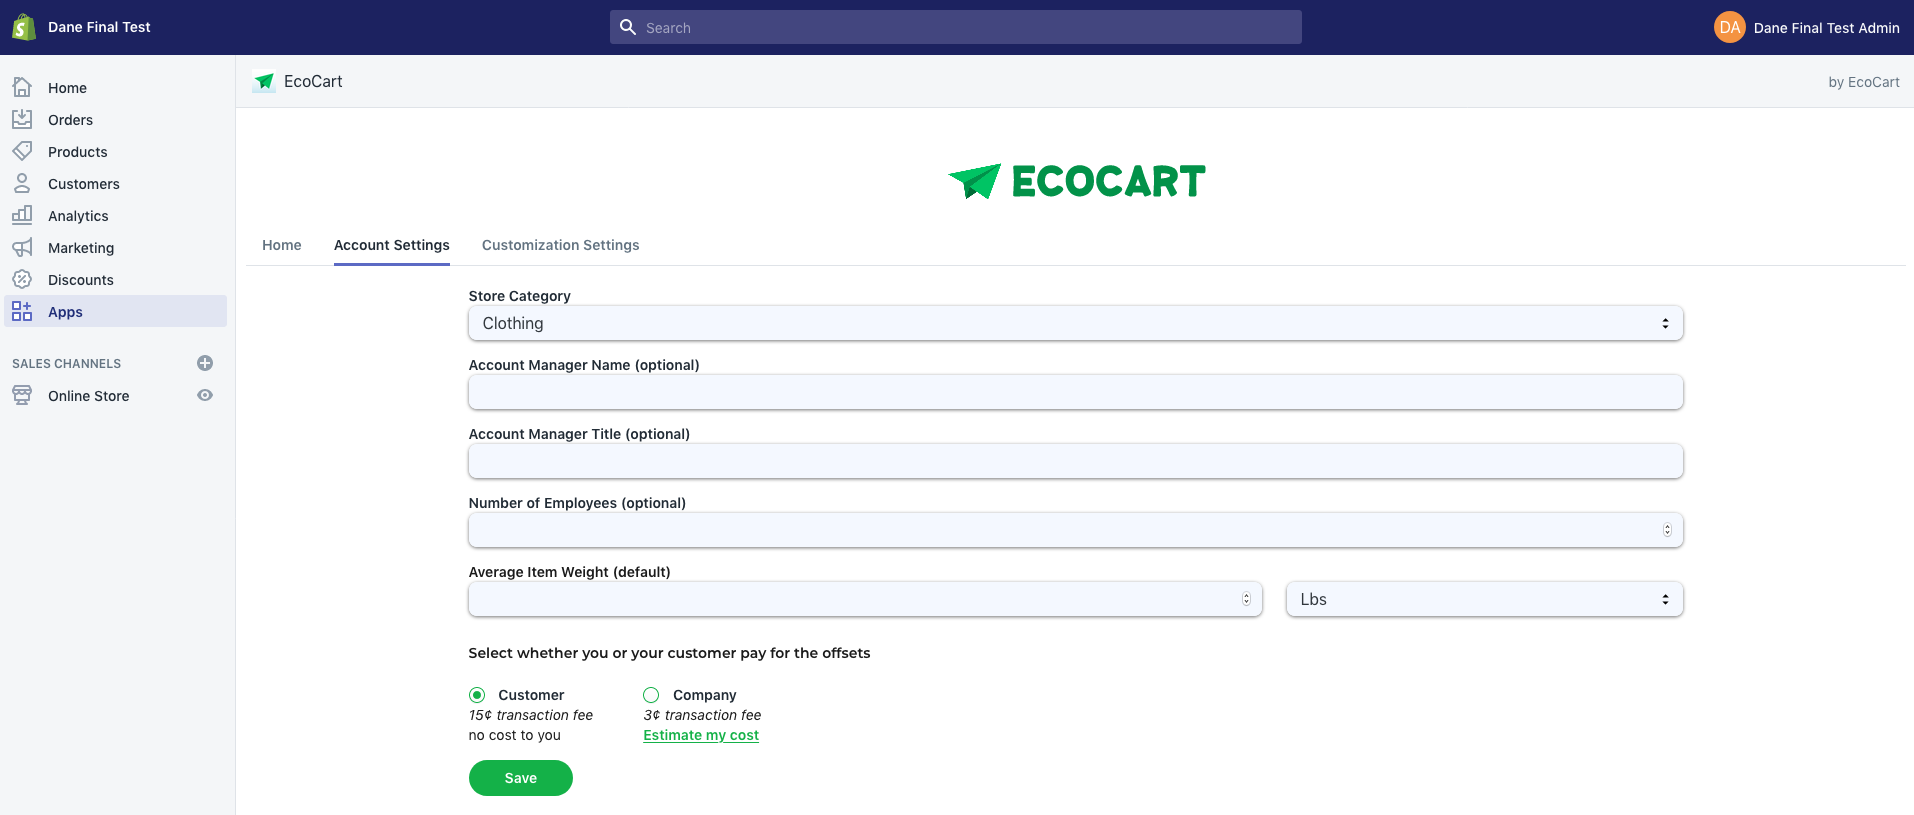 Dane Final Test
Search
DA
Dane Final Test Admin
Home
Orders
Products
Customers
Analytics
Marketing
Discounts
Apps
SALES CHANNELS
Online Store
EcoCart
by EcoCart
ECOCART
Home
Account Settings
Customization Settings
Store Category
Clothing
Account Manager Name (optional)
Account Manager Title (optional)
Number of Employees (optional)
Average Item Weight (default)
Lbs
Select whether you or your customer pay for the offsets
Customer
15¢ transaction fee
no cost to you
Company
3¢ transaction fee
Estimate my cost
Save